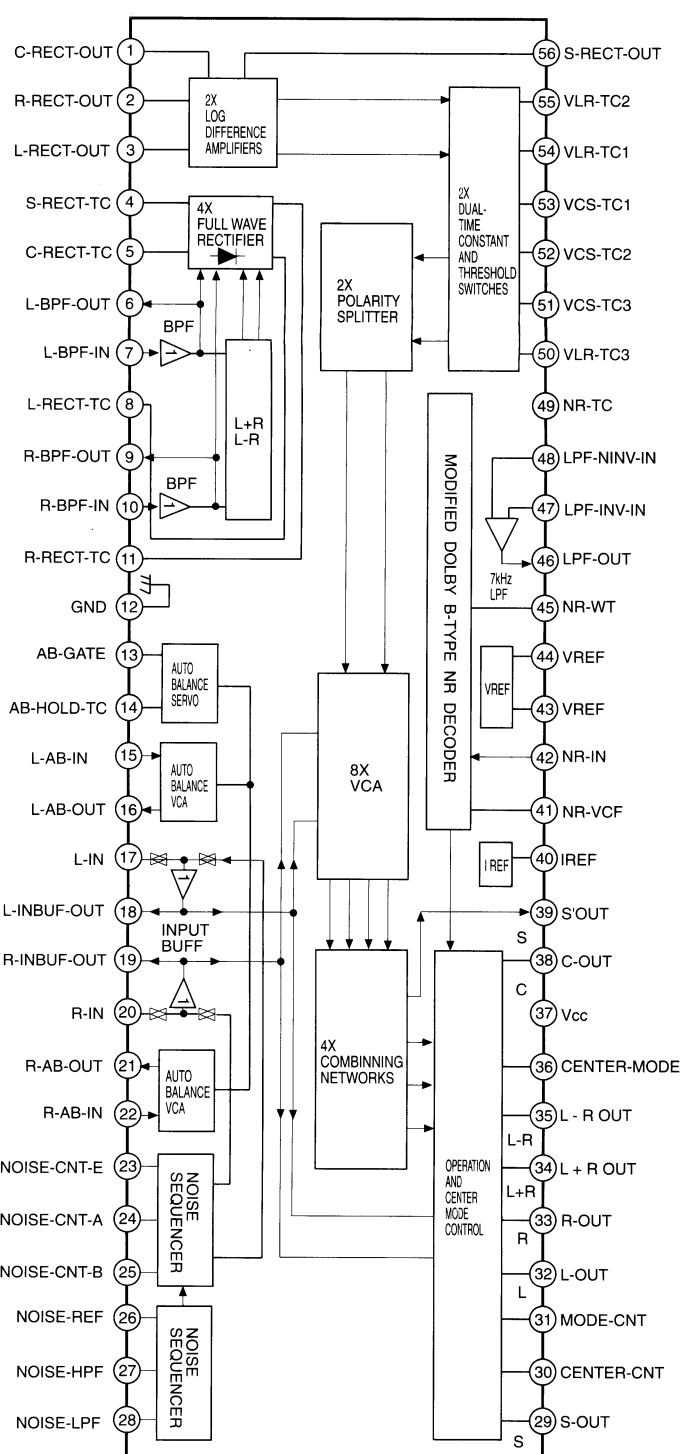 C-RECT-OUT 1
R-RECT-OUT 2
L-RECT-OUT 3
S-RECT-TC 4
C-RECT-TC 5
L-BPF-OUT 6
L-BPF-IN 7
L-RECT-TC 8
R-BPF-OUT 9
R-BPF-IN 10
R-RECT-TC 11
GND 12
AB-GATE 13
AB-HOLD-TC 14
L-AB-IN 15
L-AB-OUT 16
L-IN 17
L-INBUF-OUT 18
R-INBUF-OUT 19
R-IN 20
R-AB-OUT 21
R-AB-IN 22
NOISE-CNT-E 23
NOISE-CNT-A 24
NOISE-CNT-B 25
NOISE-REF 26
NOISE-HPF 27
NOISE-LPF 28
2X
LOG
DIFFERENCE
AMPLIFIERS
4X
FULL WAVE
RECTIFIER
BPF
1
L+R
L-R
BPF
1
AUTO
BALANCE
SERVO
AUTO
BALANCE
VCA
1
INPUT
BUFF
1
AUTO
BALANCE
VCA
NOISE
SEQUENCER
NOISE
SEQUENCER
2X
POLARITY
SPLITTER
8X
VCA
4X
COMBINNING
NETWORKS
2X
DUAL-
TIME
CONSTANT
AND
THRESHOLD
SWITCHES
MODIFIED DOLBY B-TYPE NR DECODER
7kHz
LPF
VREF
I REF
OPERATION
AND
CENTER
MODE
CONTROL
56 S-RECT-OUT
55 VLR-TC2
54 VLR-TC1
53 VCS-TC1
52 VCS-TC2
51 VCS-TC3
50 VLR-TC3
49 NR-TC
48 LPF-NINV-IN
47 LPF-INV-IN
46 LPF-OUT
45 NR-WT
44 VREF
43 VREF
42 NR-IN
41 NR-VCF
40 IREF
39 S'OUT
S
38 C-OUT
C
37 Vcc
36 CENTER-MODE
35 L - R OUT
L-R
34 L + R OUT
L+R
33 R-OUT
R
32 L-OUT
L
31 MODE-CNT
30 CENTER-CNT
29 S-OUT
S